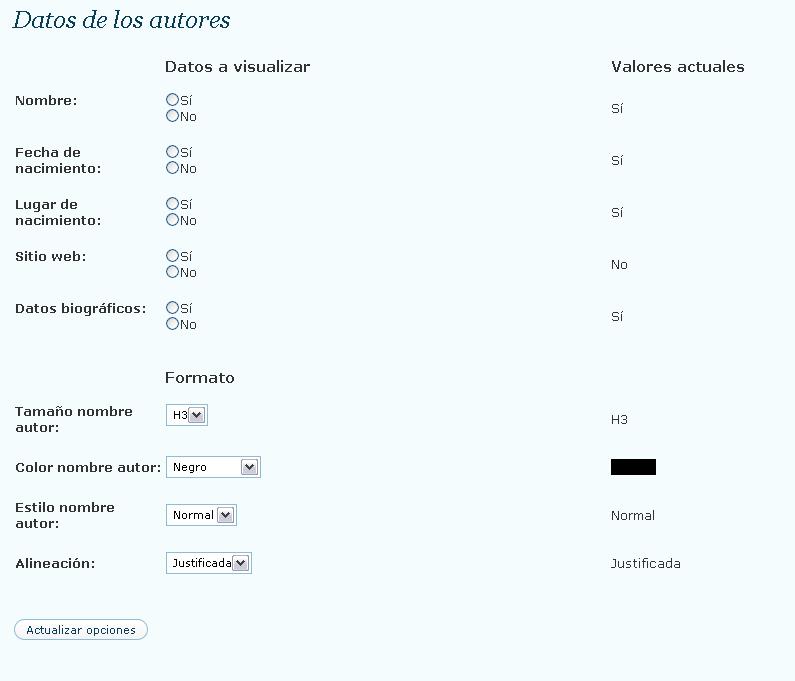 Datos de los autores
Datos a visualizar Valores actuales
Nombre: Sí Sí
No
Fecha de Sí Sí
nacimiento: No
Lugar de Sí Sí
nacimiento: No
Sitio web: Sí No
No
Datos biográficos: Sí Sí
No
Formato
Tamaño nombre H3 H3
autor:
Color nombre autor: Negro
Estilo nombre Normal Normal
autor:
Alineación: Justificada Justificada
Actualizar opciones